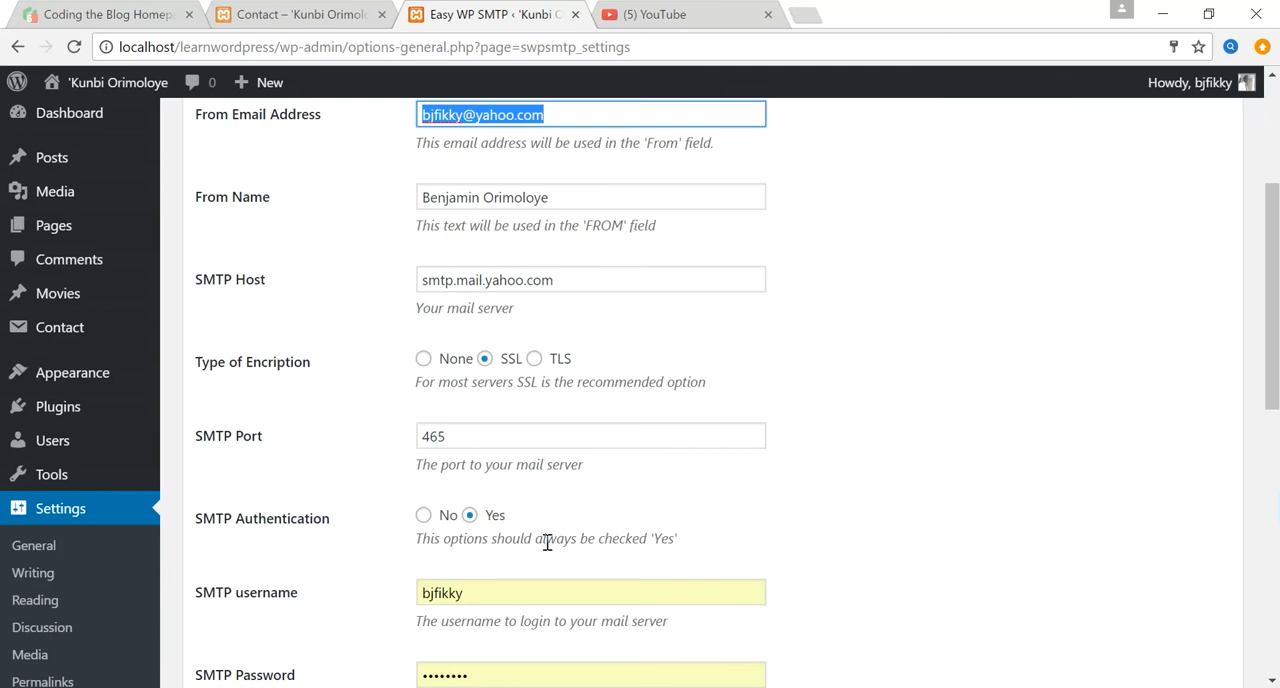 Coding the Blog Homep
Contact – ‘Kunbi Orimol
Easy WP SMTP ‹ ‘Kunbi C
(5) YouTube
localhost/learnwordpress/wp-admin/options-general.php?page=swpsmtp_settings
'Kunbi Orimoloye
0
New
Howdy, bjfikky
Dashboard
Posts
Media
Pages
Comments
Movies
Contact
Appearance
Plugins
Users
Tools
Settings
General
Writing
Reading
Discussion
Media
Permalinks
From Email Address
bjfikky@yahoo.com
This email address will be used in the 'From' field.
From Name
Benjamin Orimoloye
This text will be used in the 'FROM' field
SMTP Host
smtp.mail.yahoo.com
Your mail server
Type of Encription
None SSL TLS
For most servers SSL is the recommended option
SMTP Port
465
The port to your mail server
SMTP Authentication
No Yes
This options should always be checked 'Yes'
SMTP username
bjfikky
The username to login to your mail server
SMTP Password
••••••••